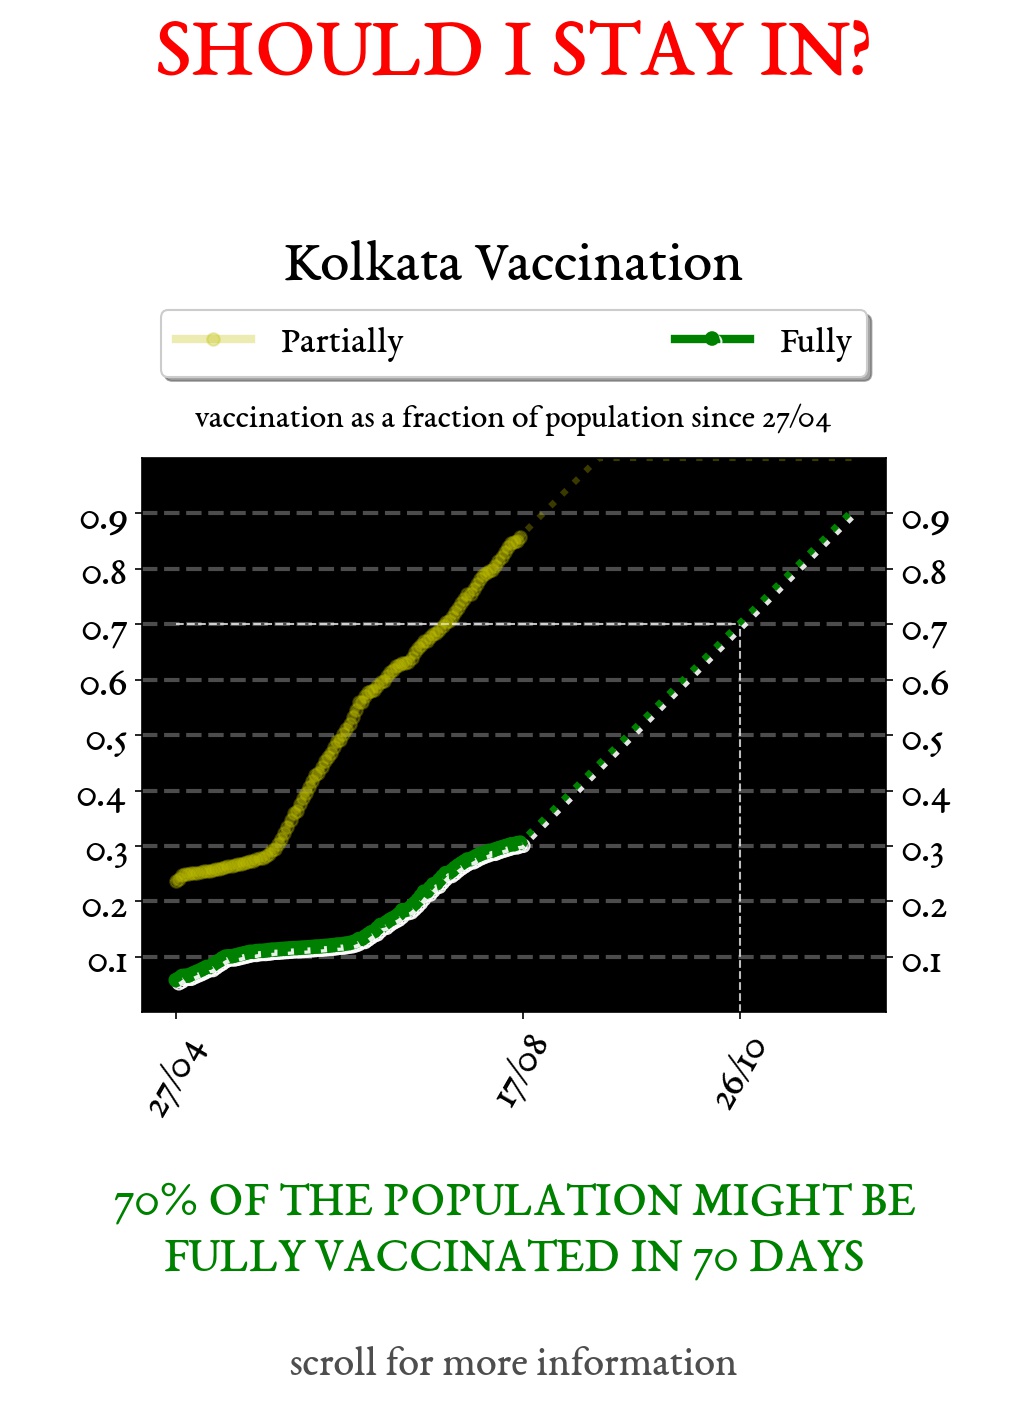 SHOULD I STAY IN?
Kolkata Vaccination
Partially Fully
vaccination as a fraction of population since 27/04
0.9 0.9
0.8 0.8
0.7 0.7
0.6 0.6
0.5 0.5
0.4 0.4
0.3 0.3
0.2 0.2
0.1 0.1
27/04 17/08 26/10
70% OF THE POPULATION MIGHT BE
FULLY VACCINATED IN 70 DAYS
scroll for more information